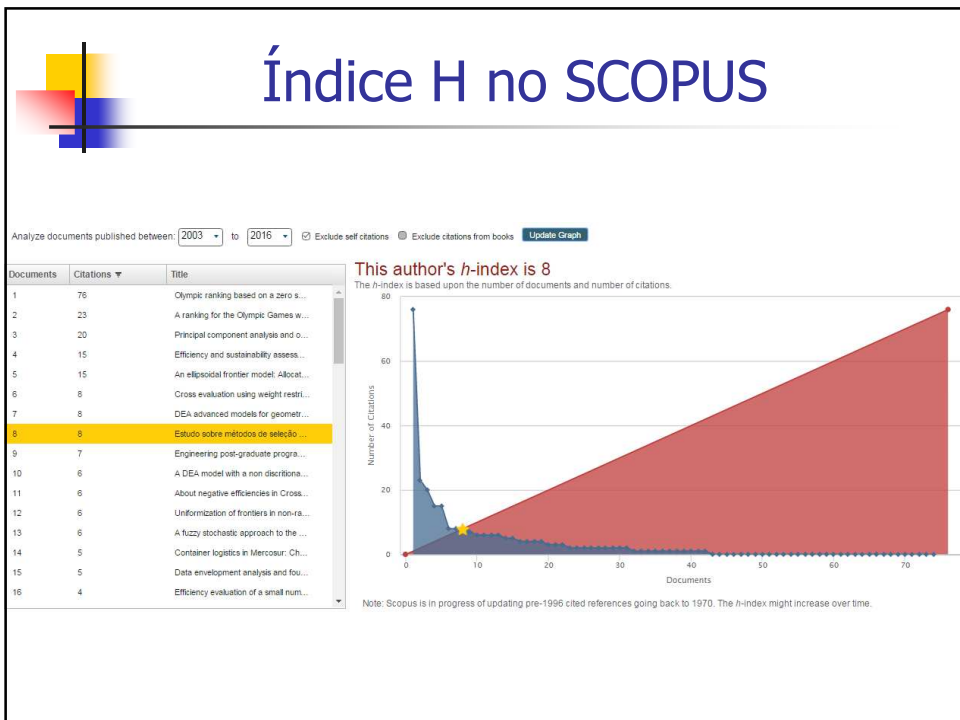 Índice H no SCOPUS
Analyze documents published between: 2003 to 2016 Exclude self citations Exclude citations from books Update Graph
Documents Citations Title
1 76 Olympic ranking based on a zero s...
2 23 A ranking for the Olympic Games w...
3 20 Principal component analysis and o...
4 15 Efficiency and sustainability assess...
5 15 An ellipsoidal frontier model: Allocat...
6 8 Cross evaluation using weight restri...
7 8 DEA advanced models for geometr...
8 8 Estudo sobre métodos de seleção ...
9 7 Engineering post-graduate progra...
10 6 A DEA model with a non discritiona...
11 6 About negative efficiencies in Cross...
12 6 Uniformization of frontiers in non-ra...
13 6 A fuzzy stochastic approach to the ...
14 5 Container logistics in Mercosur: Ch...
15 5 Data envelopment analysis and fou...
16 4 Efficiency evaluation of a small num...
This author's h-index is 8
The h-index is based upon the number of documents and number of citations.
80
60
40
20
0
Number of Citations
0 10 20 30 40 50 60 70
Documents
Note: Scopus is in progress of updating pre-1996 cited references going back to 1970. The h-index might increase over time.